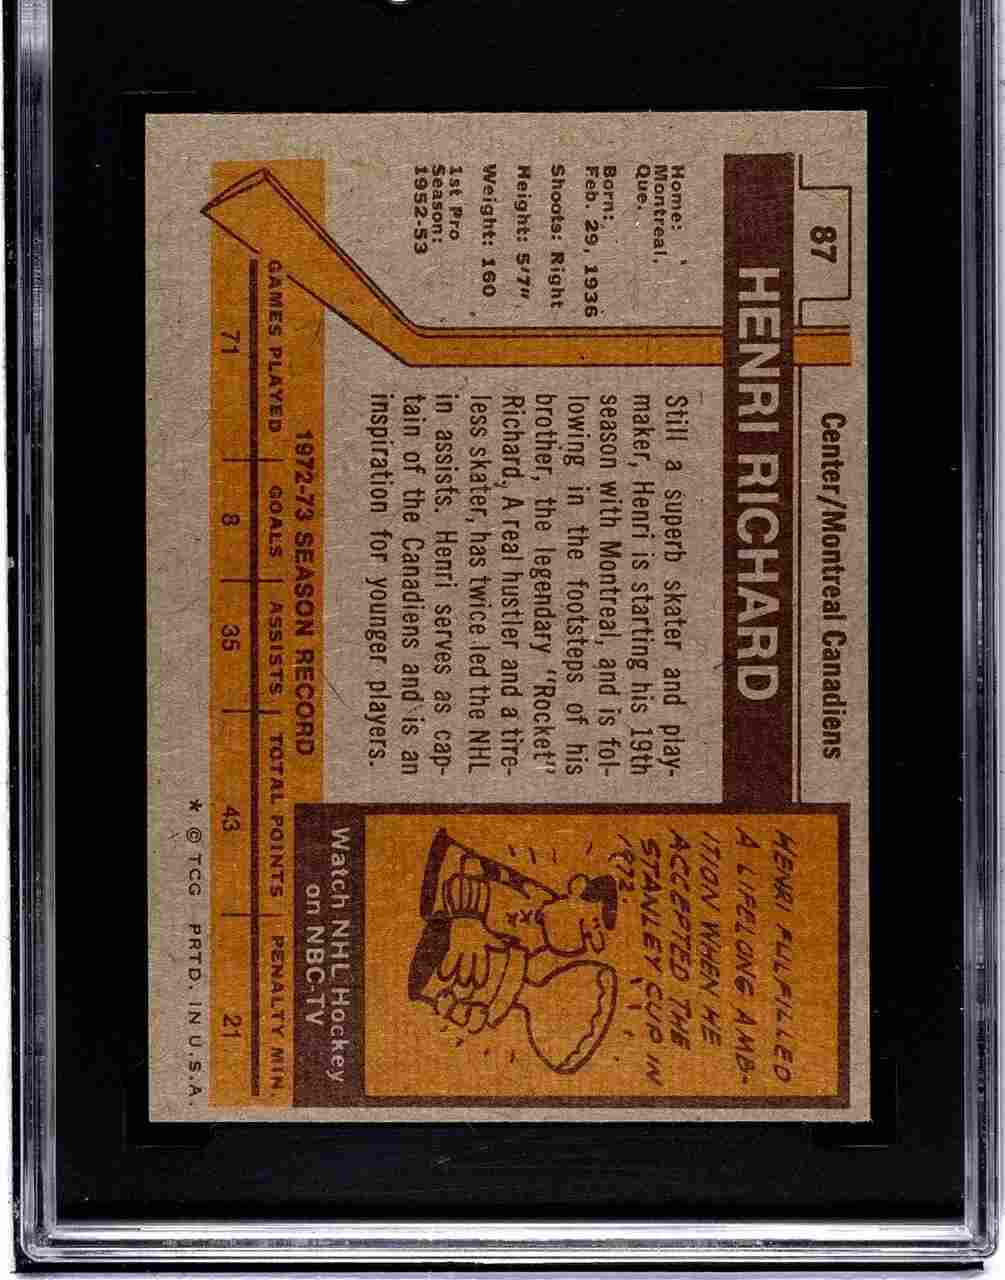 87
Center/Montreal Canadiens
HENRI RICHARD
Home:
Montreal,
Que.
Born:
Feb. 29, 1936
Shoots: Right
Height: 5'7"
Weight: 160
1st Pro
Season:
1952-53
Still a superb skater and play-
maker, Henri is starting his 19th
season with Montreal, and is fol-
lowing in the footsteps of his
brother, the legendary "Rocket"
Richard. A real hustler and a tire-
less skater, has twice led the NHL
in assists. Henri serves as cap-
tain of the Canadiens and is an
inspiration for younger players.
HENRI FULFILLED
A LIFELONG AMB-
ITION WHEN HE
ACCEPTED THE
STANLEY CUP IN
1972.
Watch NHL Hockey
on NBC-TV
1972-73 SEASON RECORD
GAMES PLAYED GOALS ASSISTS TOTAL POINTS PENALTY MIN.
71 8 35 43 21
* © TCG PRTD. IN U.S.A.